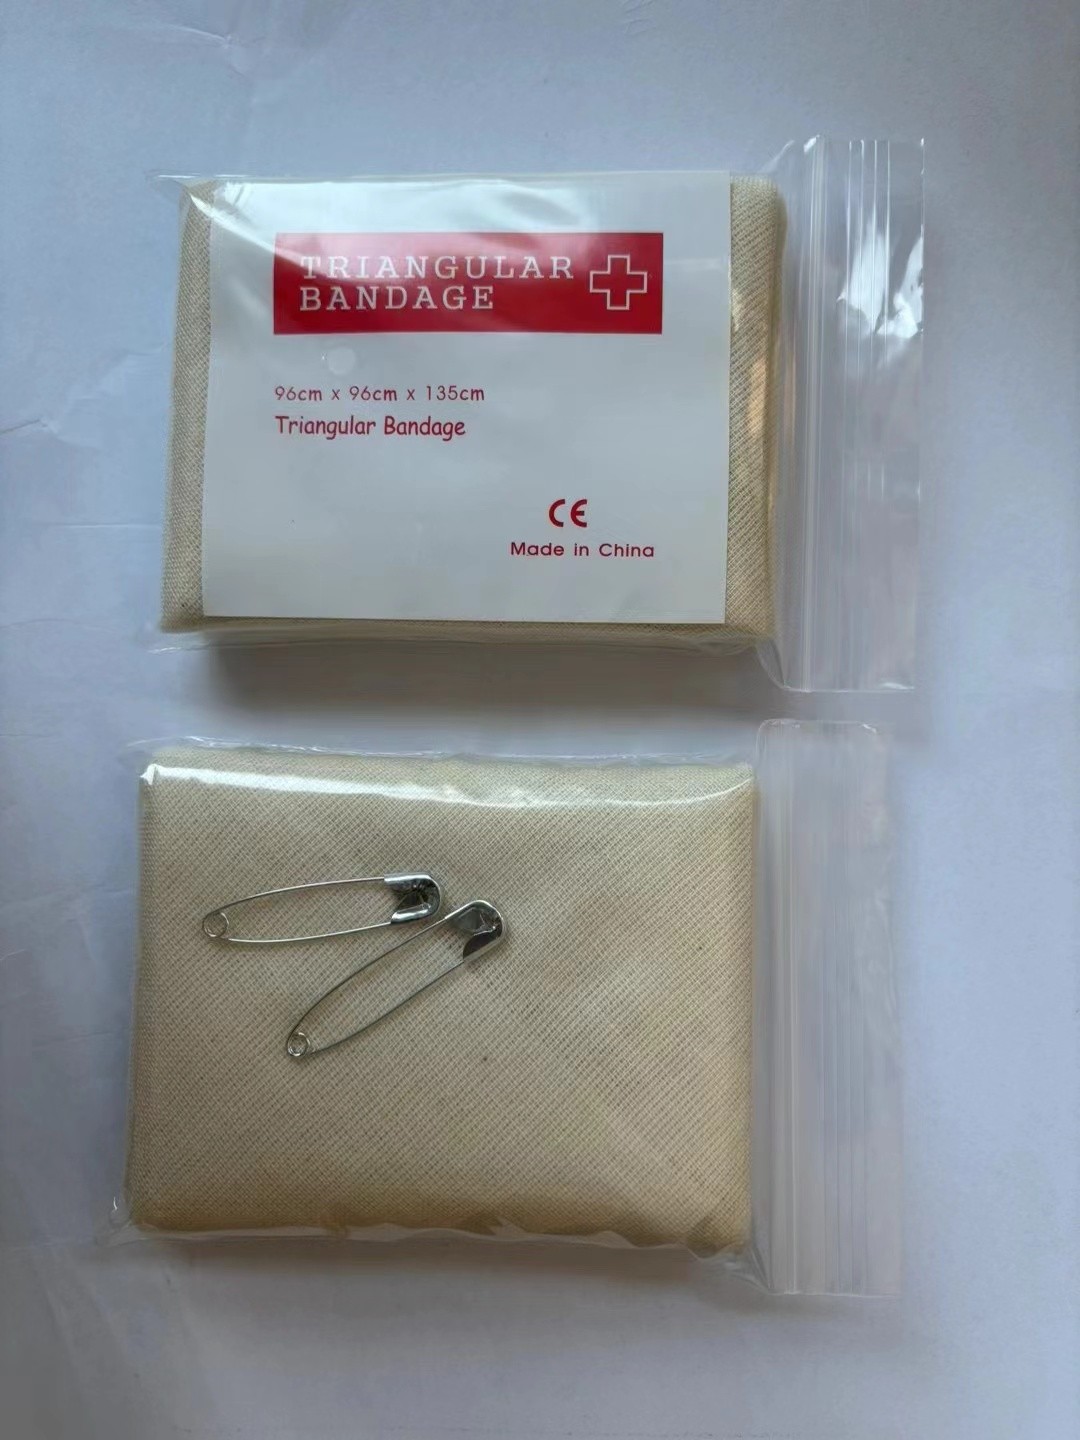 TRIANGULAR
BANDAGE
96cm x 96cm x 135cm
Triangular Bandage
CE
Made in China